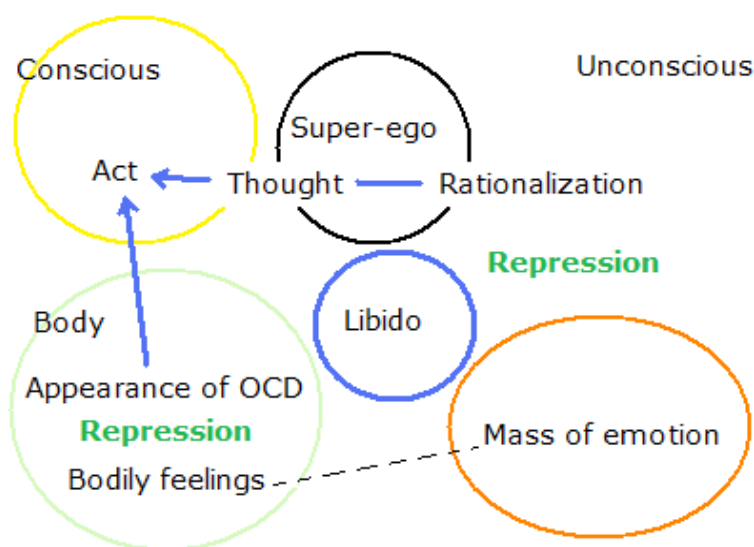 Conscious
Unconscious
Super-ego
Act
Thought
Rationalization
Repression
Body
Libido
Appearance of OCD
Repression
Mass of emotion
Bodily feelings